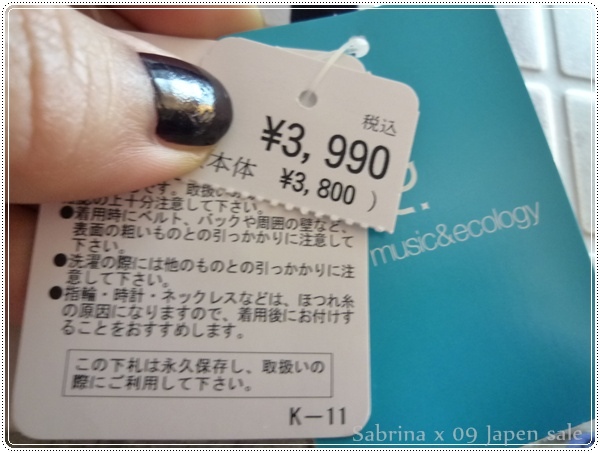 税込
¥3,990
本体 ¥3,800 )
です。取扱い
上十分注意して下さい。
●着用時にベルト、バックや周囲の壁など、
表面の粗いものとの引っかかりに注意して
下さい。
●洗濯の際には他のものとの引っかかりに注
意して下さい。
●指輪・時計・ネックレスなどは、ほつれ糸
の原因になりますので、着用後にお付けす
ることをおすすめします。
この下札は永久保存し、取扱いの
際にご利用して下さい。
K-11
music&ecology
Sabrina x 09 Japen sale